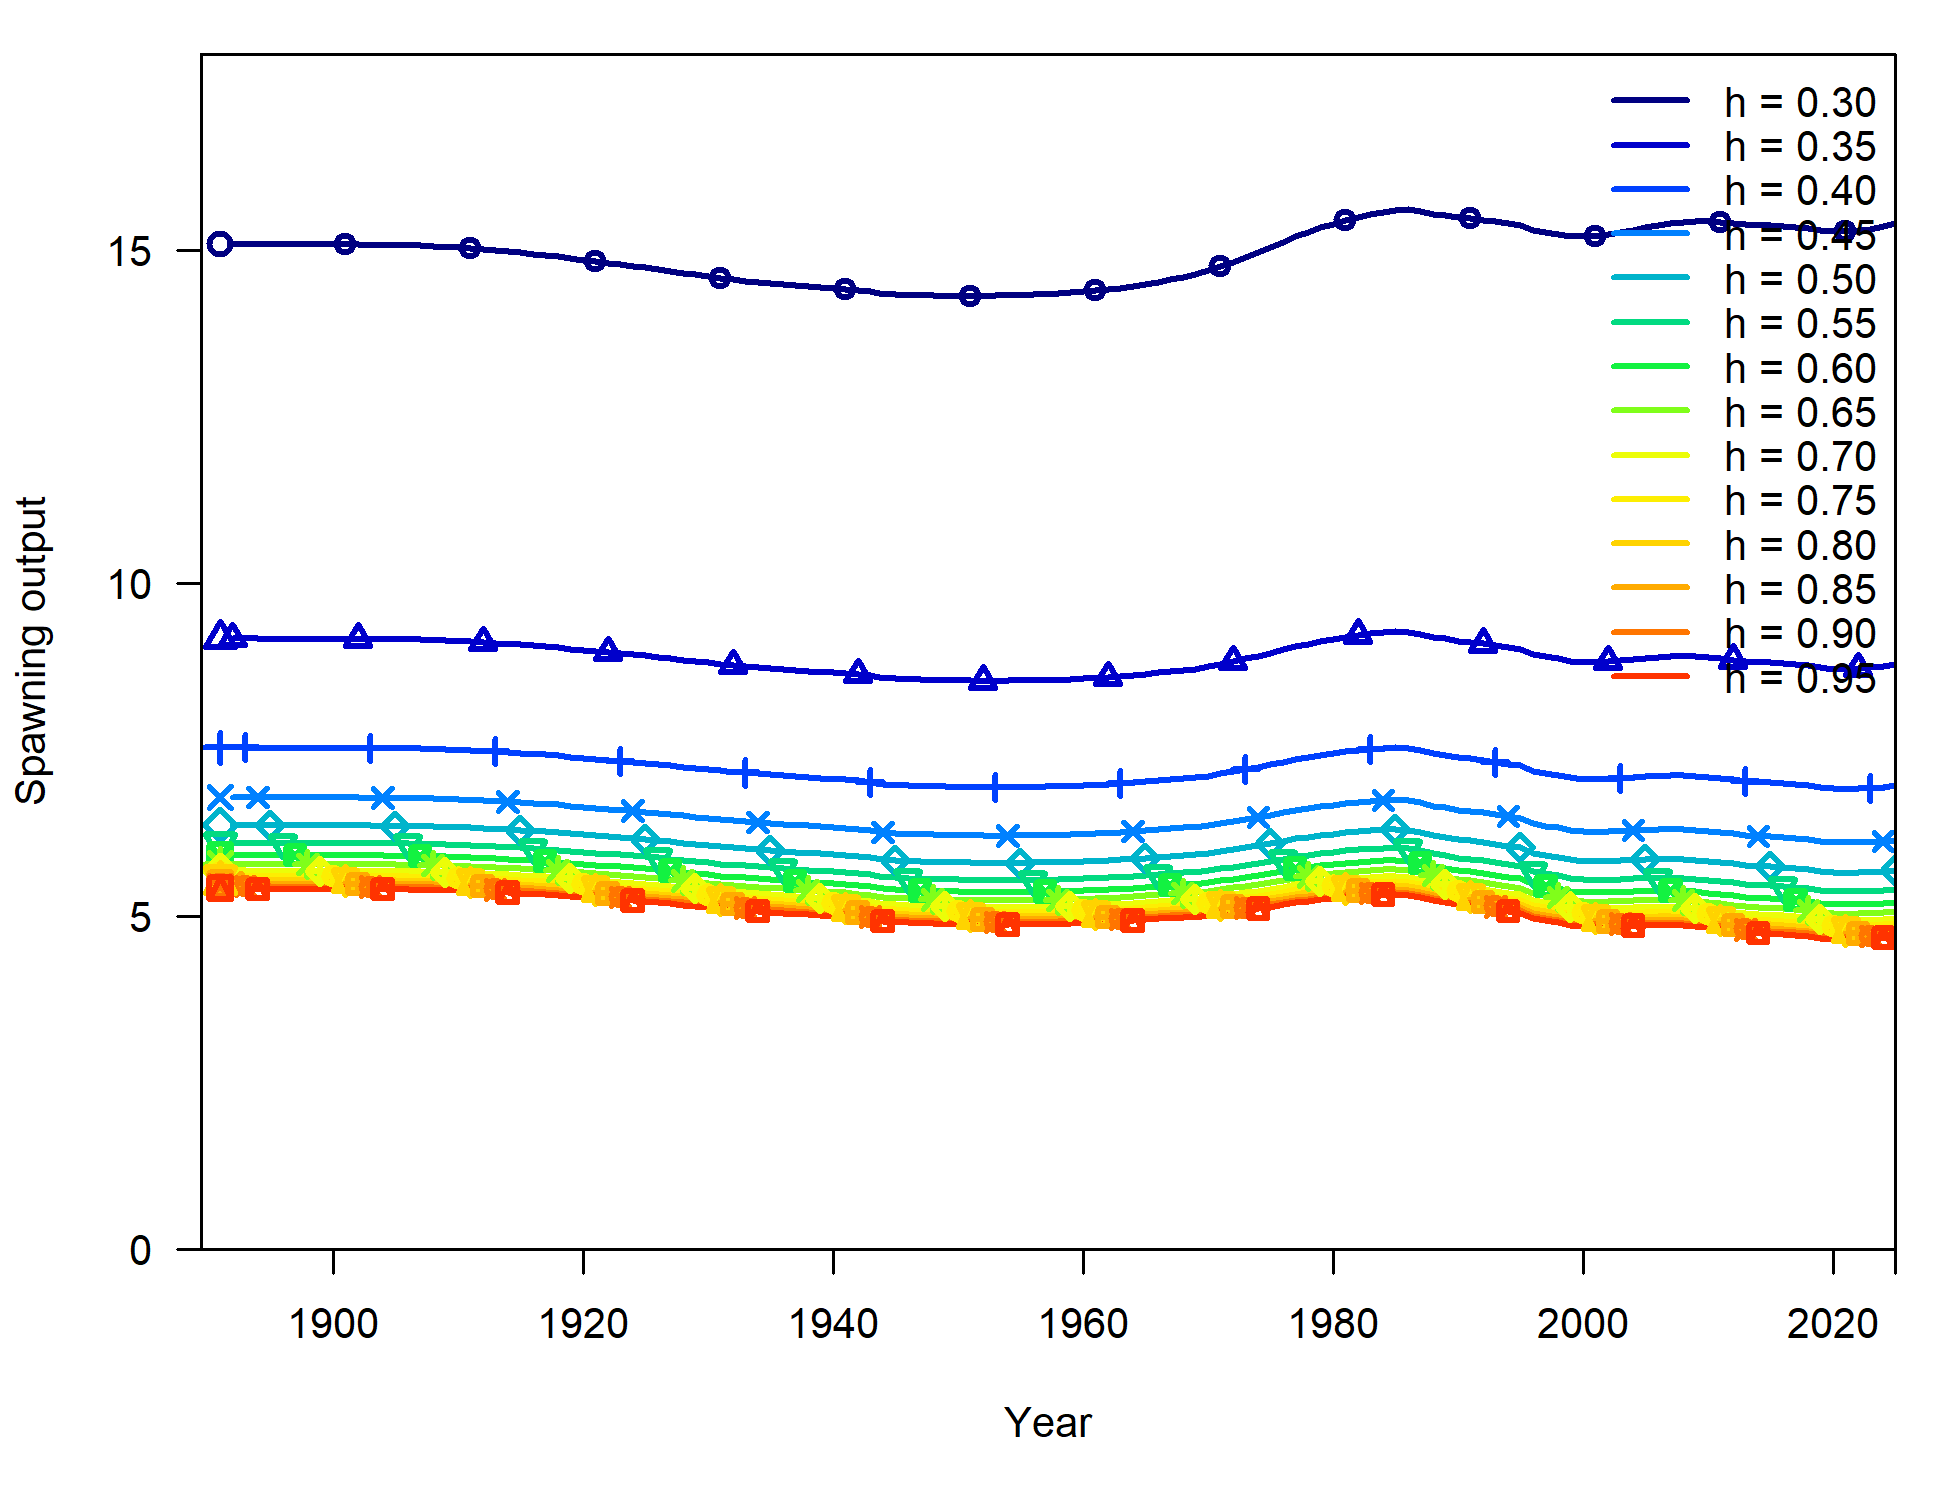 h = 0.30
h = 0.35
h = 0.40
h = 0.45
h = 0.50
h = 0.55
h = 0.60
h = 0.65
h = 0.70
h = 0.75
h = 0.80
h = 0.85
h = 0.90
h = 0.95
15
10
5
0
Spawning output
1900 1920 1940 1960 1980 2000 2020
Year